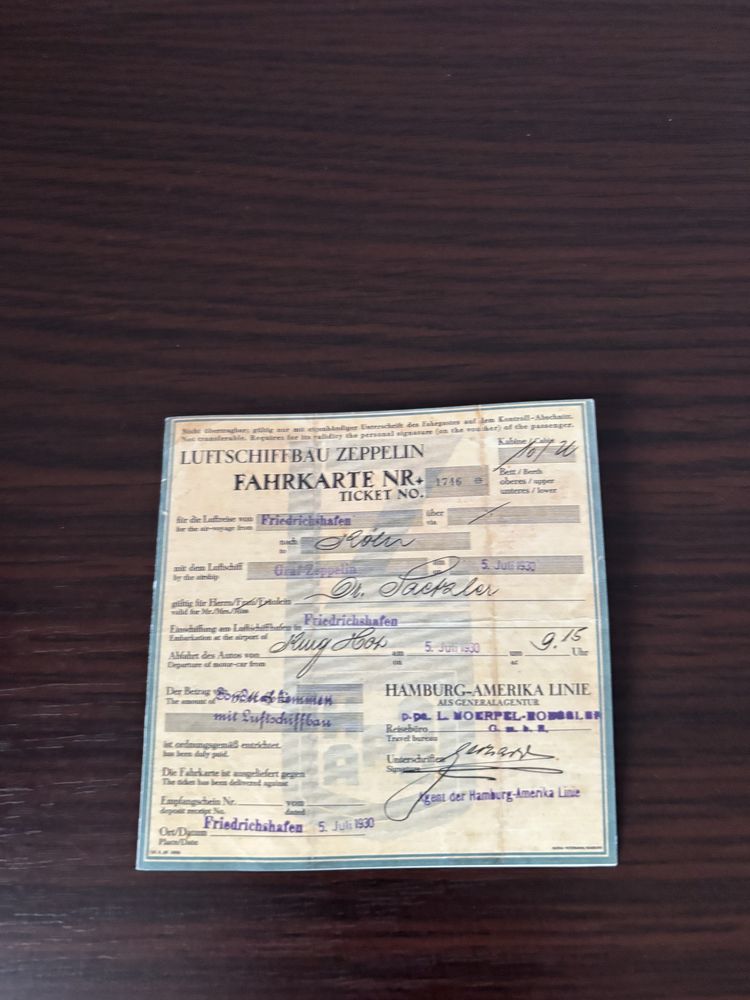 Nicht übertragbar; gültig nur mit eigenhändiger Unterschrift des Fahrgastes auf dem Kontroll-Abschnitt.
Not transferable. Requires for its validity the personal signature (on the voucher) of the passenger.
LUFTSCHIFFBAU ZEPPELIN
Kabine / Cabin
FAHRKARTE NR.
TICKET NO.
1746
Bett / Berth
oberes / upper
unteres / lower
für die Luftreise von Friedrichshafen über
for the air-voyage from via
nach Köln
to
mit dem Luftschiff Graf Zeppelin am 5. Juli 1930
by the airship on
gültig für Herrn/Frau/Fräulein Dr. Sackler
valid for Mr./Mrs./Miss
Einschiffung am Luftschiffhafen in Friedrichshafen
Embarkation at the airport of
Abfahrt des Autos von am 5. Juli 1930 um 9.15 Uhr
Departure of motor-car from on at
Der Betrag
The amount of
mit Luftschiffbau
ist ordnungsgemäß entrichtet.
has been duly paid.
Die Fahrkarte ist ausgeliefert gegen
The ticket has been delivered against
Empfangschein Nr. vom
deposit receipt No. dated
Ort/Datum Friedrichshafen 5. Juli 1930
Place/Date
HAMBURG-AMERIKA LINIE
ALS GENERALAGENTUR
Reisebüro G. m. b. H.
Travel bureau
Unterschrift
Signature
Agent der Hamburg-Amerika Linie